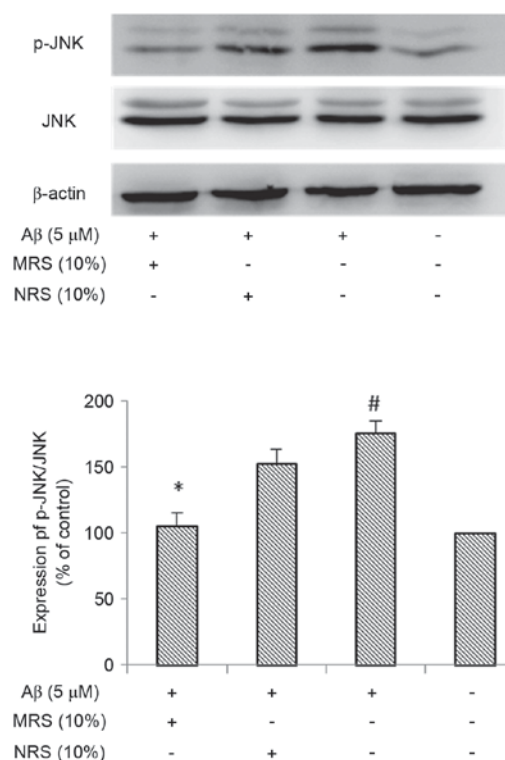 p-JNK
JNK
β-actin
Aβ (5 μM) + + + -
MRS (10%) + - - -
NRS (10%) - + - -
Expression pf p-JNK/JNK
(% of control)
200
150
100
50
0
*
#
Aβ (5 μM) + + + -
MRS (10%) + - - -
NRS (10%) - + - -